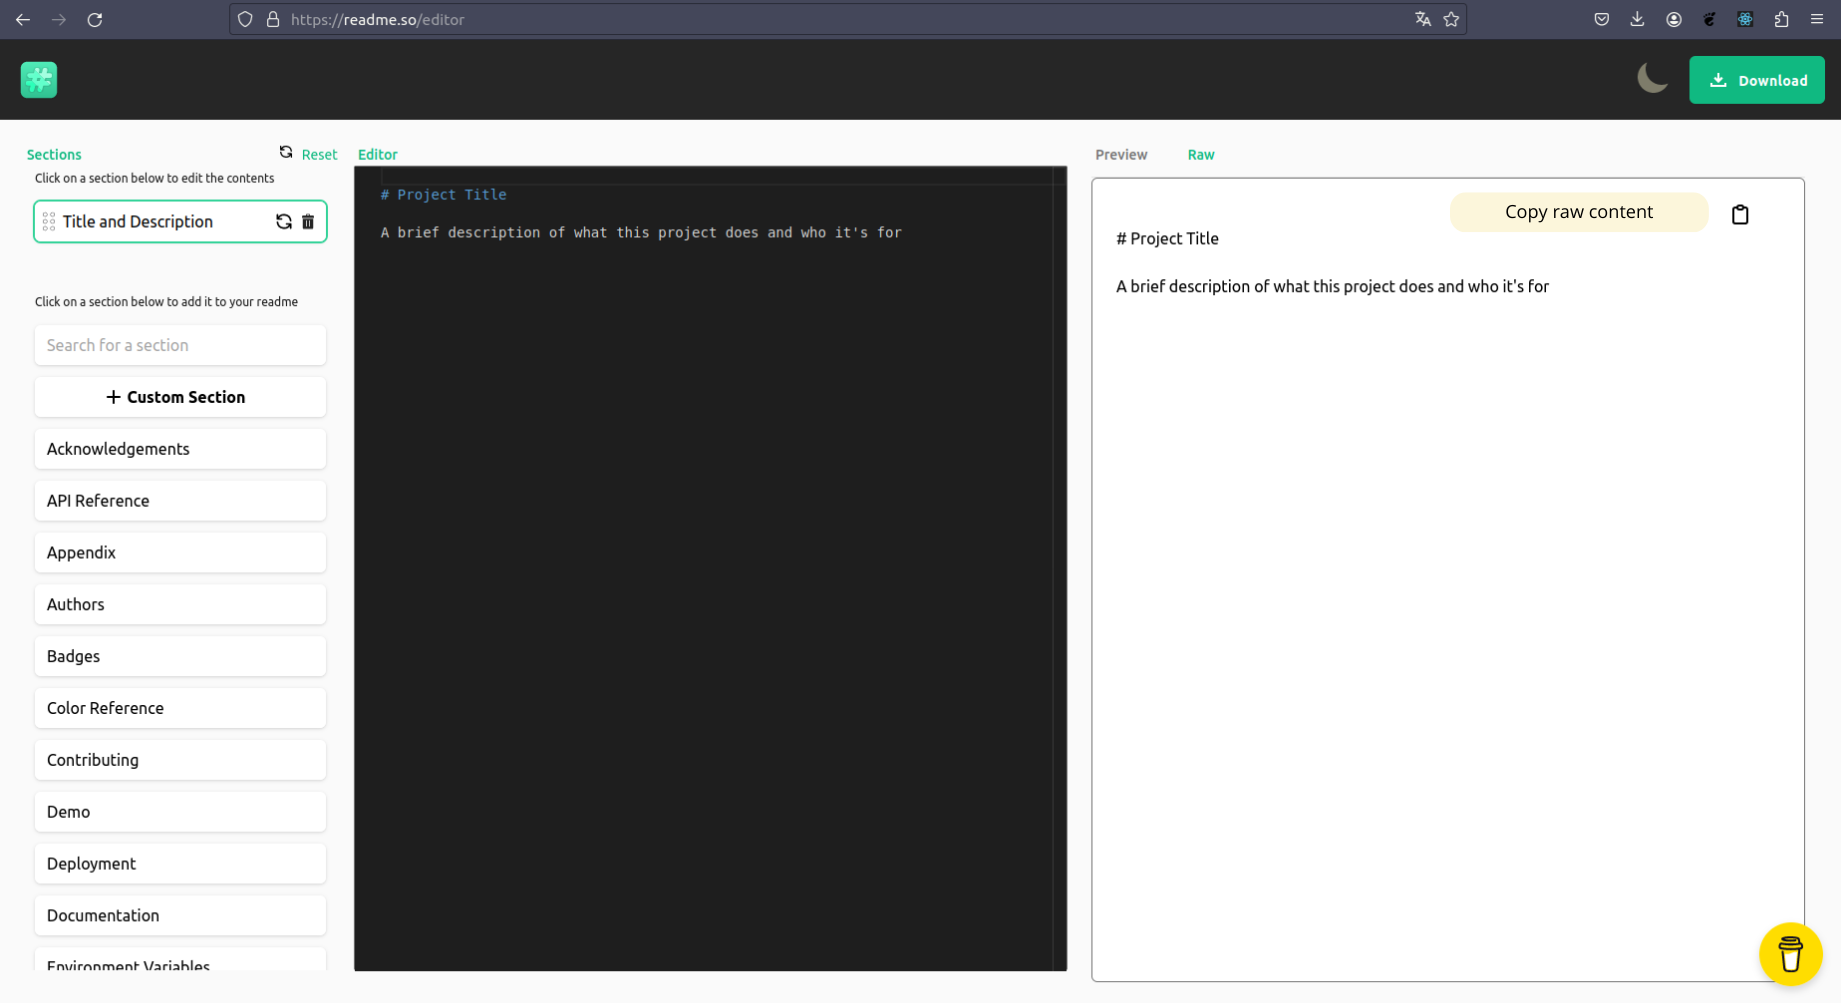 https://readme.so/editor
Download
Sections
Reset
Click on a section below to edit the contents
Title and Description
Click on a section below to add it to your readme
Search for a section
+ Custom Section
Acknowledgements
API Reference
Appendix
Authors
Badges
Color Reference
Contributing
Demo
Deployment
Documentation
Environment Variables
Editor
# Project Title
A brief description of what this project does and who it's for
Preview
Raw
Copy raw content
# Project Title
A brief description of what this project does and who it's for